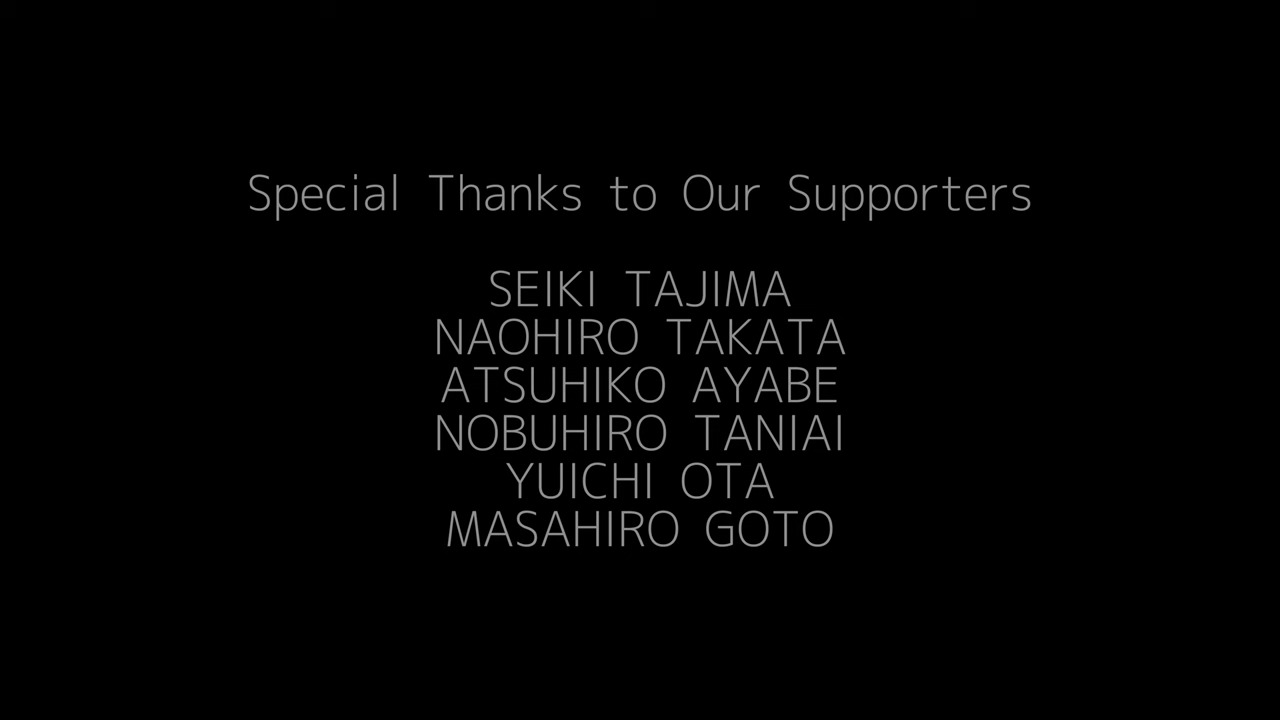 Special Thanks to Our Supporters
SEIKI TAJIMA
NAOHIRO TAKATA
ATSUHIKO AYABE
NOBUHIRO TANIAI
YUICHI OTA
MASAHIRO GOTO